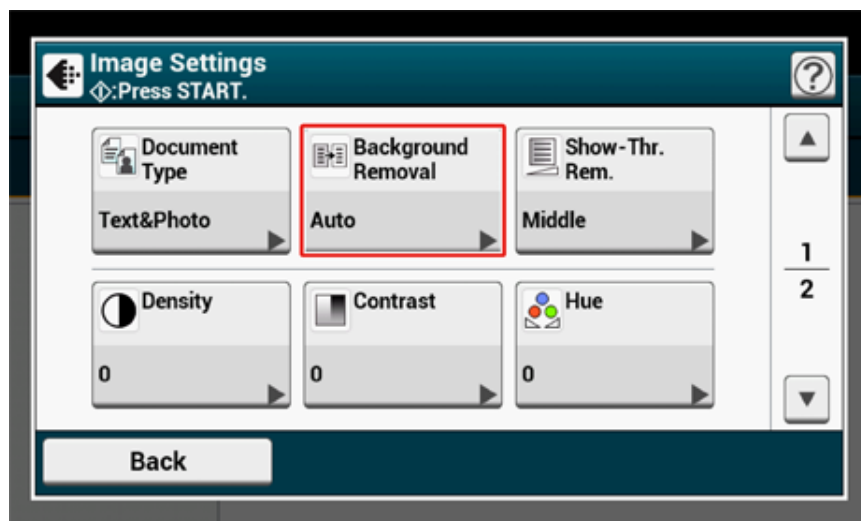 Image Settings
:Press START.
?
Document
Type
Text&Photo
Background
Removal
Auto
Show-Thr.
Rem.
Middle
1
2
Density
0
Contrast
0
Hue
0
Back